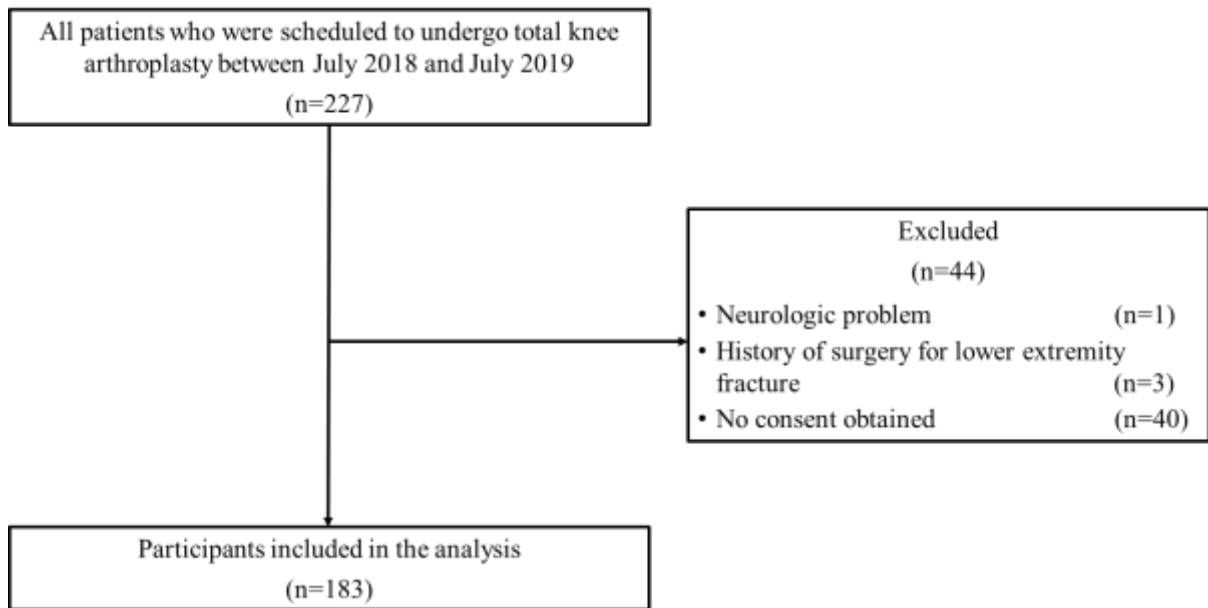 All patients who were scheduled to undergo total knee
arthroplasty between July 2018 and July 2019
(n=227)
Excluded
(n=44)
• Neurologic problem (n=1)
• History of surgery for lower extremity
fracture (n=3)
• No consent obtained (n=40)
Participants included in the analysis
(n=183)